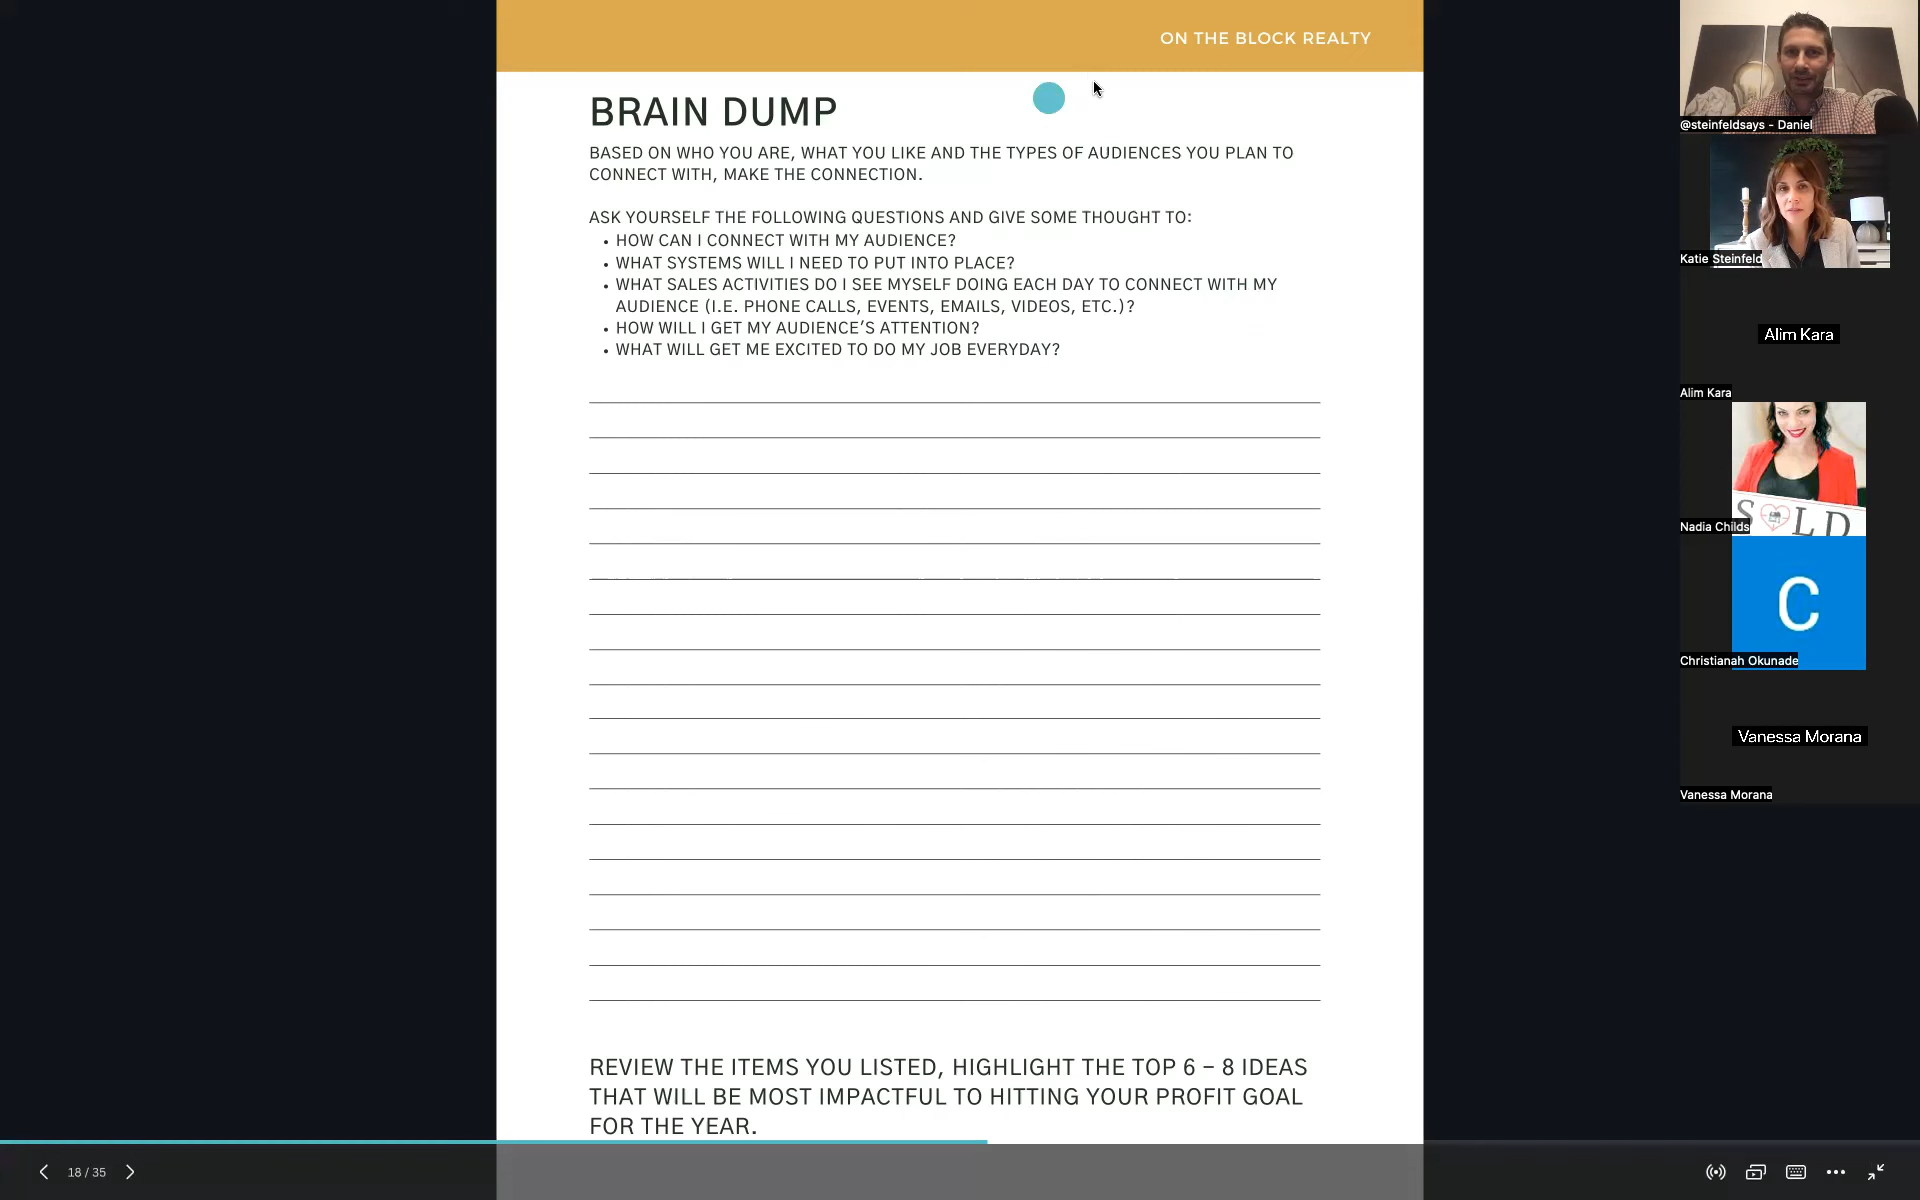 ON THE BLOCK REALTY
BRAIN DUMP
BASED ON WHO YOU ARE, WHAT YOU LIKE AND THE TYPES OF AUDIENCES YOU PLAN TO
CONNECT WITH, MAKE THE CONNECTION.
ASK YOURSELF THE FOLLOWING QUESTIONS AND GIVE SOME THOUGHT TO:
• HOW CAN I CONNECT WITH MY AUDIENCE?
• WHAT SYSTEMS WILL I NEED TO PUT INTO PLACE?
• WHAT SALES ACTIVITIES DO I SEE MYSELF DOING EACH DAY TO CONNECT WITH MY
AUDIENCE (I.E. PHONE CALLS, EVENTS, EMAILS, VIDEOS, ETC.)?
• HOW WILL I GET MY AUDIENCE'S ATTENTION?
• WHAT WILL GET ME EXCITED TO DO MY JOB EVERYDAY?
REVIEW THE ITEMS YOU LISTED, HIGHLIGHT THE TOP 6 – 8 IDEAS
THAT WILL BE MOST IMPACTFUL TO HITTING YOUR PROFIT GOAL
FOR THE YEAR.
18 / 35
@steinfeldsays - Daniel
Katie Steinfeld
Alim Kara
Alim Kara
SOLD
Nadia Childs
C
Christianah Okunade
Vanessa Morana
Vanessa Morana